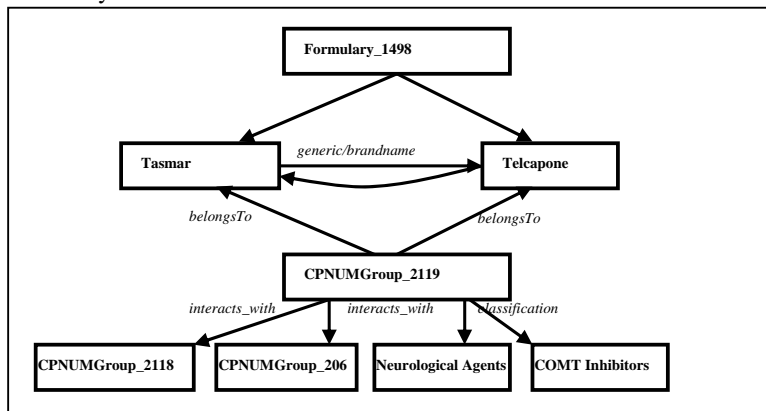 Formulary_1498
generic/brandname
Tasmar
Telcapone
belongsTo
belongsTo
CPNUMGroup_2119
interacts_with
interacts_with
classification
CPNUMGroup_2118
CPNUMGroup_206
Neurological Agents
COMT Inhibitors